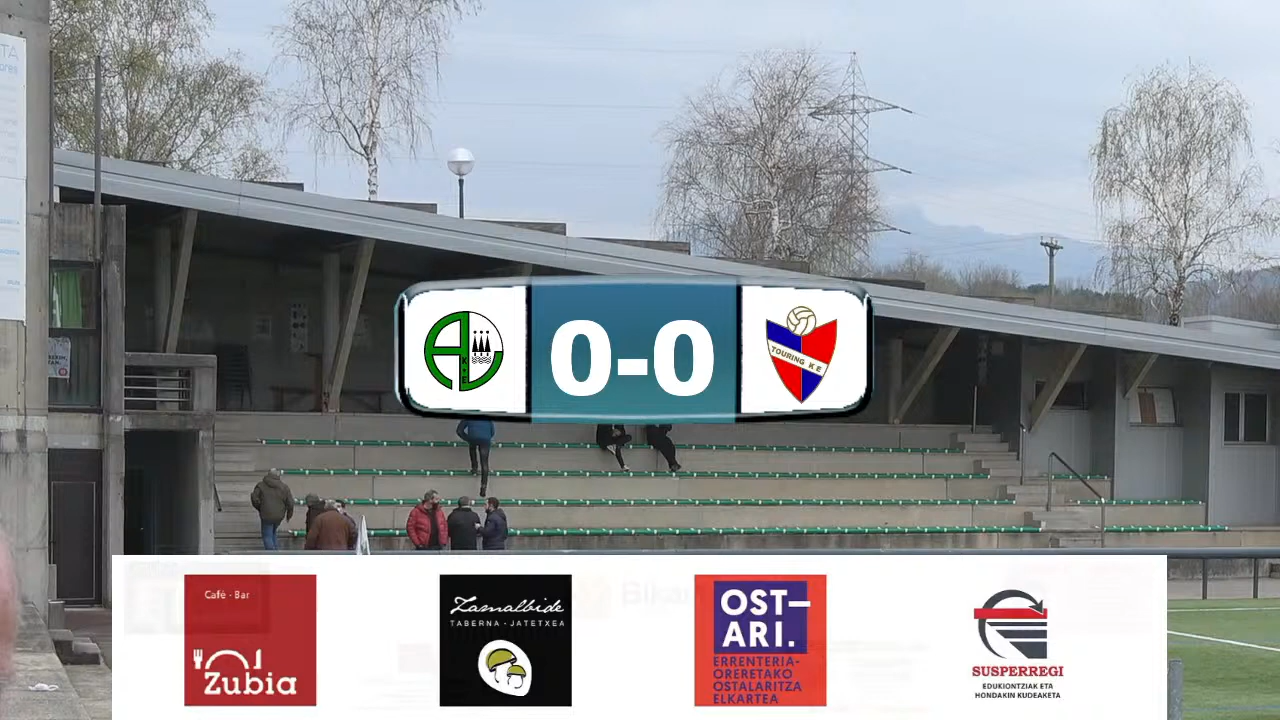 0-0
K.E
TOURING K E
Café - Bar
Zubia
Zamalbide
TABERNA - JATETXEA
OST-
ARI.
ERRENTERIA-
ORERETAKO
OSTALARITZA
ELKARTEA
SUSPERREGI
EDUKIONTZIAK ETA
HONDAKIN KUDEAKETA